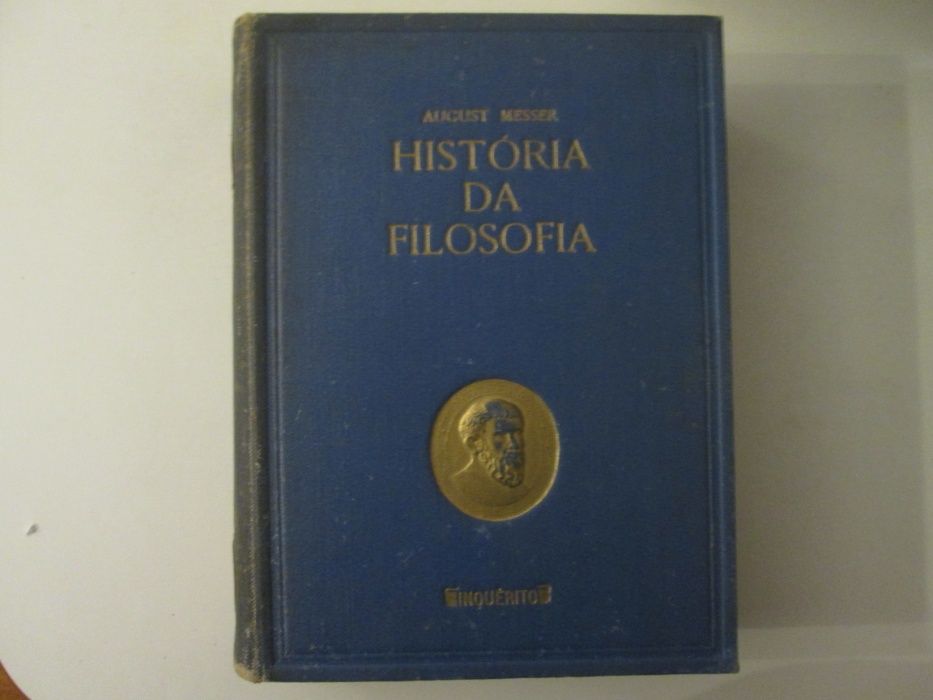 AUGUST MESSER
HISTÓRIA
DA
FILOSOFIA
INQUÉRITO